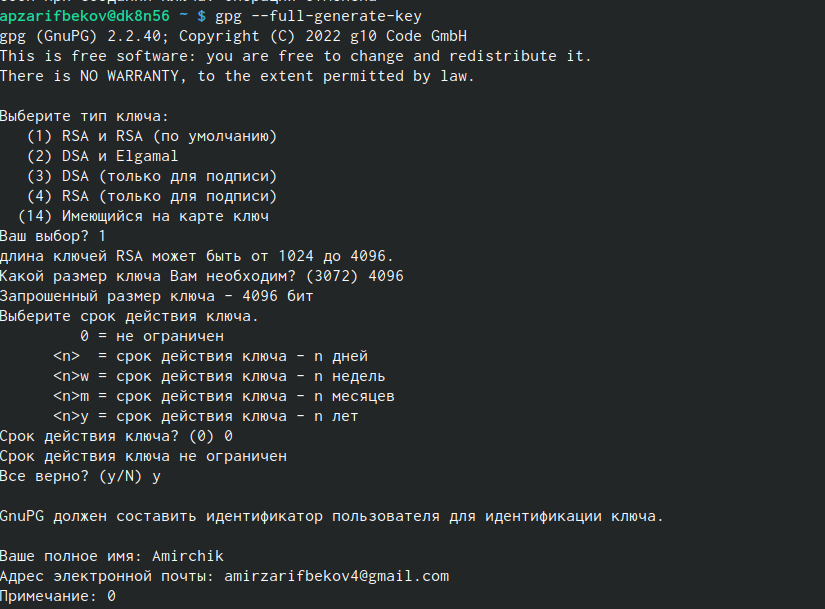 apzarifbekov@dk8n56 ~ $ gpg --full-generate-key
gpg (GnuPG) 2.2.40; Copyright (C) 2022 g10 Code GmbH
This is free software: you are free to change and redistribute it.
There is NO WARRANTY, to the extent permitted by law.

Выберите тип ключа:
   (1) RSA и RSA (по умолчанию)
   (2) DSA и Elgamal
   (3) DSA (только для подписи)
   (4) RSA (только для подписи)
  (14) Имеющийся на карте ключ
Ваш выбор? 1
длина ключей RSA может быть от 1024 до 4096.
Какой размер ключа Вам необходим? (3072) 4096
Запрошенный размер ключа - 4096 бит
Выберите срок действия ключа.
         0 = не ограничен
      <n>  = срок действия ключа - n дней
      <n>w = срок действия ключа - n недель
      <n>m = срок действия ключа - n месяцев
      <n>y = срок действия ключа - n лет
Срок действия ключа? (0) 0
Срок действия ключа не ограничен
Все верно? (y/N) y

GnuPG должен составить идентификатор пользователя для идентификации ключа.

Ваше полное имя: Amirchik
Адрес электронной почты: amirzarifbekov4@gmail.com
Примечание: 0